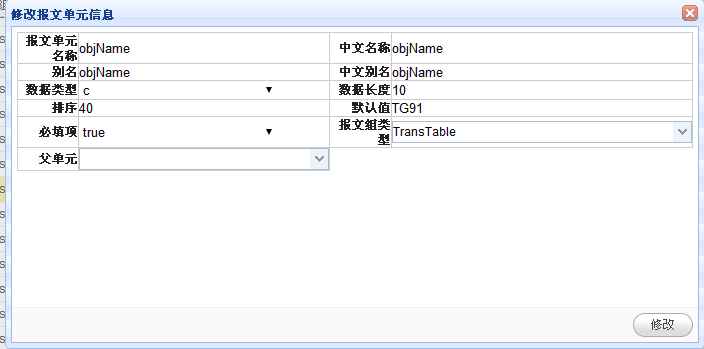 修改报文单元信息
报文单元名称 objName 中文名称 objName
别名 objName 中文别名 objName
数据类型 c 数据长度 10
排序 40 默认值 TG91
必填项 true 报文组类型 TransTable
父单元
修改